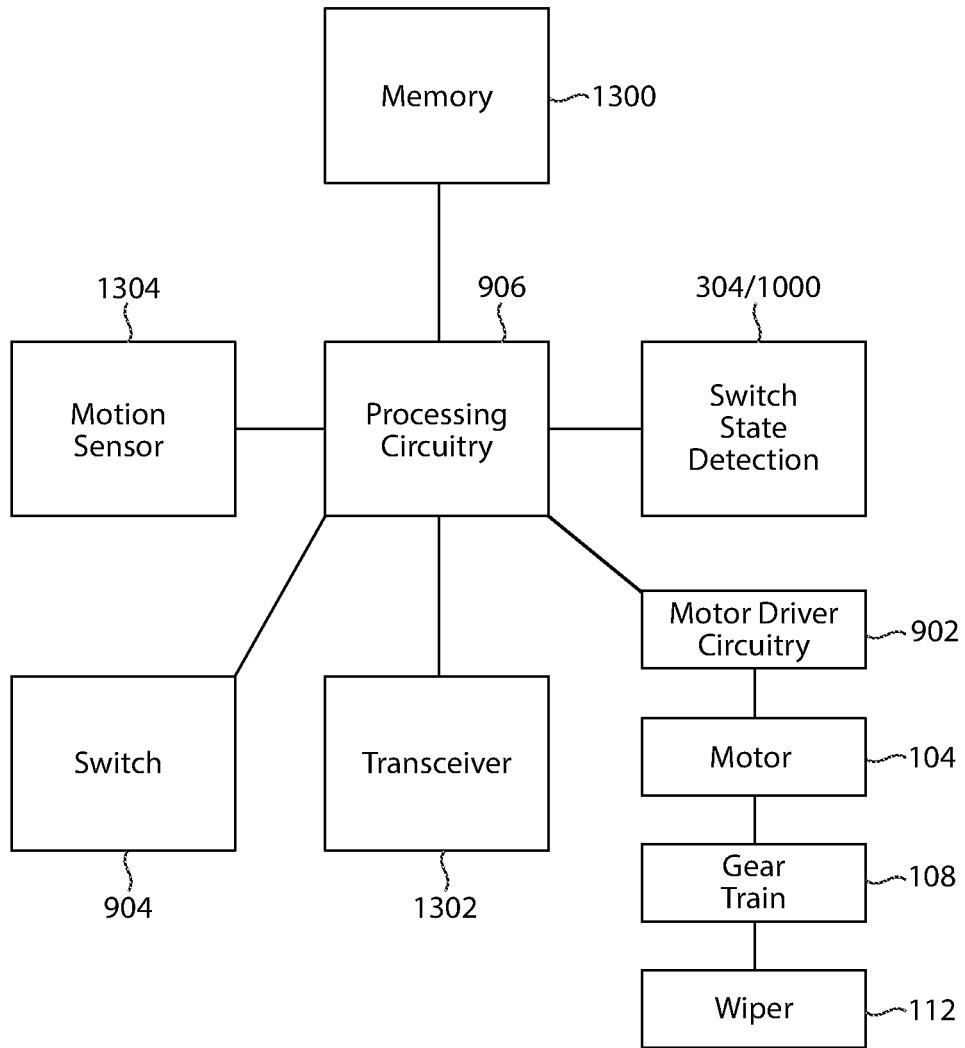 Memory
1300
1304
906
304/1000
Motion
Sensor
Processing
Circuitry
Switch
State
Detection
Motor Driver
Circuitry
902
Switch
Transceiver
Motor
104
904
1302
Gear
Train
108
Wiper
112